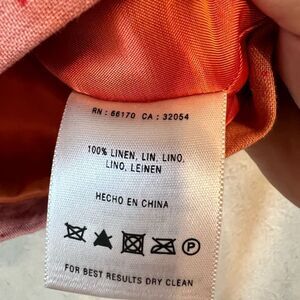 RN : 66170 CA : 32054
100% LINEN, LIN, LINO,
LINO, LEINEN
HECHO EN CHINA
P
FOR BEST RESULTS DRY CLEAN